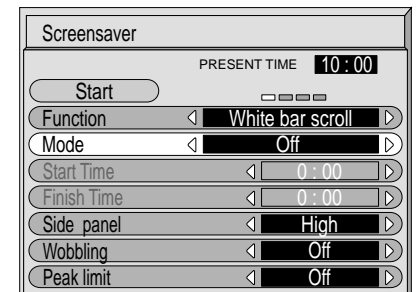 Screensaver
PRESENT TIME 10 : 00
Start
Function White bar scroll
Mode Off
Start Time 0 : 00
Finish Time 0 : 00
Side panel High
Wobbling Off
Peak limit Off